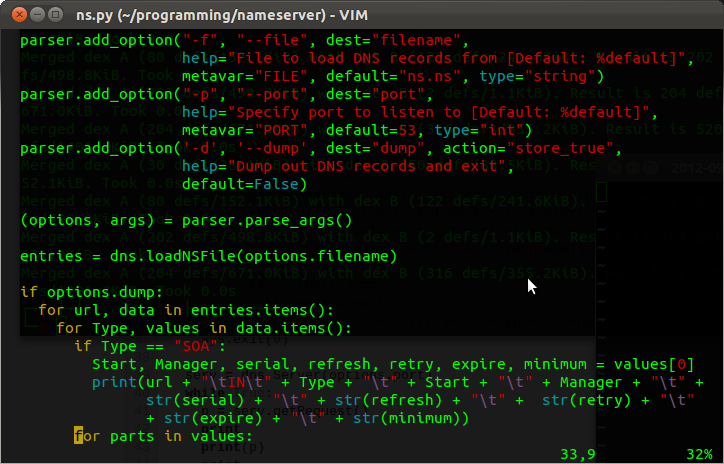 ns.py (~/programming/nameserver) - VIM
parser.add_option("-f", "--file", dest="filename",
help="File to load DNS records from [Default: %default]",
metavar="FILE", default="ns.ns", type="string")
parser.add_option("-p", "--port", dest="port",
help="Specify port to listen to [Default: %default]",
metavar="PORT", default=53, type="int")
parser.add_option('-d', '--dump', dest="dump", action="store_true",
help="Dump out DNS records and exit",
default=False)
(options, args) = parser.parse_args()
entries = dns.loadNSFile(options.filename)
if options.dump:
for url, data in entries.items():
for Type, values in data.items():
if Type == "SOA":
Start, Manager, serial, refresh, retry, expire, minimum = values[0]
print(url + "\tIN\t" + Type + "\t" + Start + "\t" + Manager + "\t" +
str(serial) + "\t" + str(refresh) + "\t" +  str(retry) + "\t"
+ str(expire) + "\t" + str(minimum))
for parts in values:
33,9 32%